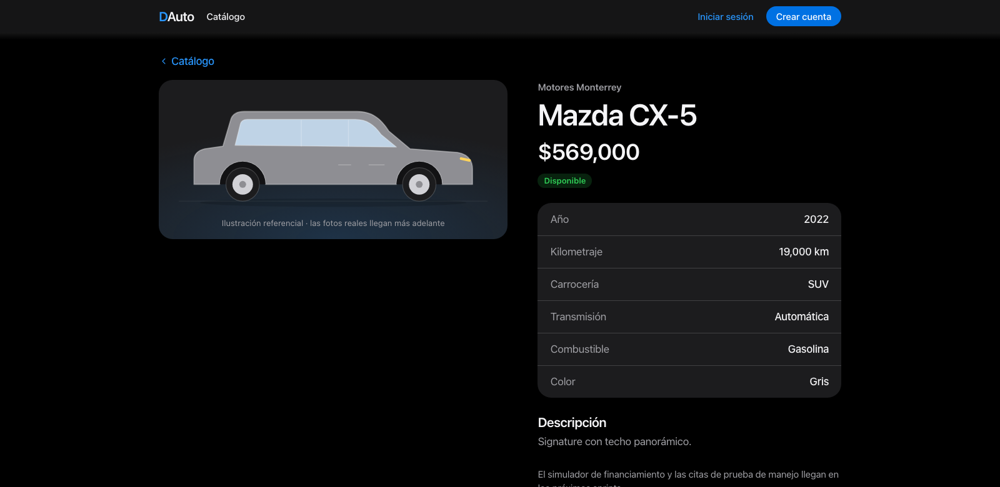 DAuto
Catálogo
Iniciar sesión
Crear cuenta
Catálogo
Ilustración referencial · las fotos reales llegan más adelante
Motores Monterrey
Mazda CX-5
$569,000
Disponible
Año 2022
Kilometraje 19,000 km
Carrocería SUV
Transmisión Automática
Combustible Gasolina
Color Gris
Descripción
Signature con techo panorámico.
El simulador de financiamiento y las citas de prueba de manejo llegan en